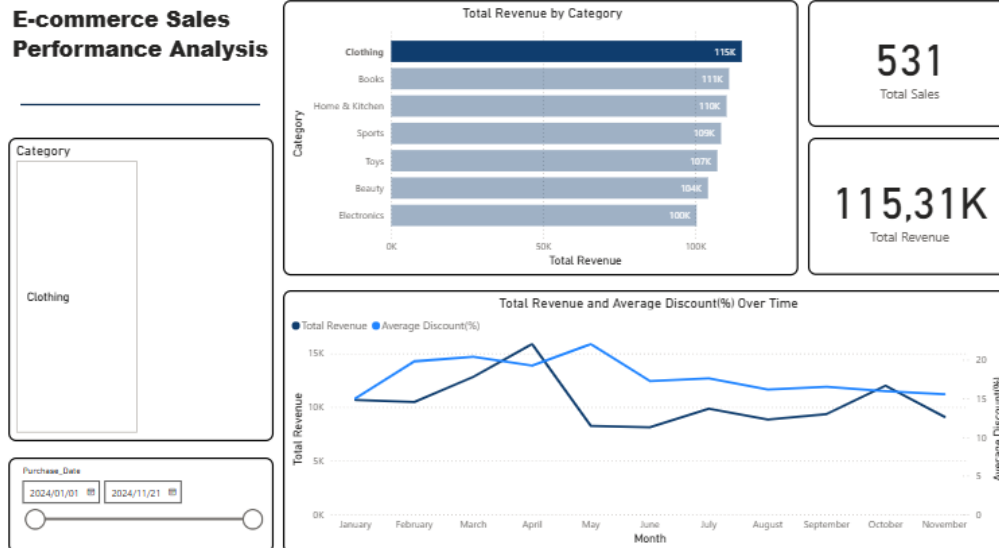 E-commerce Sales
Performance Analysis
Category
Clothing
Purchase_Date
2024/01/01
2024/11/21
Total Revenue by Category
Category
Clothing
115K
Books
111K
Home & Kitchen
110K
Sports
109K
Toys
107K
Beauty
104K
Electronics
100K
0K
50K
100K
Total Revenue
531
Total Sales
115,31K
Total Revenue
Total Revenue and Average Discount(%) Over Time
Total Revenue
Average Discount(%)
Total Revenue
15K
10K
5K
0K
20
15
10
5
0
Average Discount(%)
January
February
March
April
May
June
July
August
September
October
November
Month